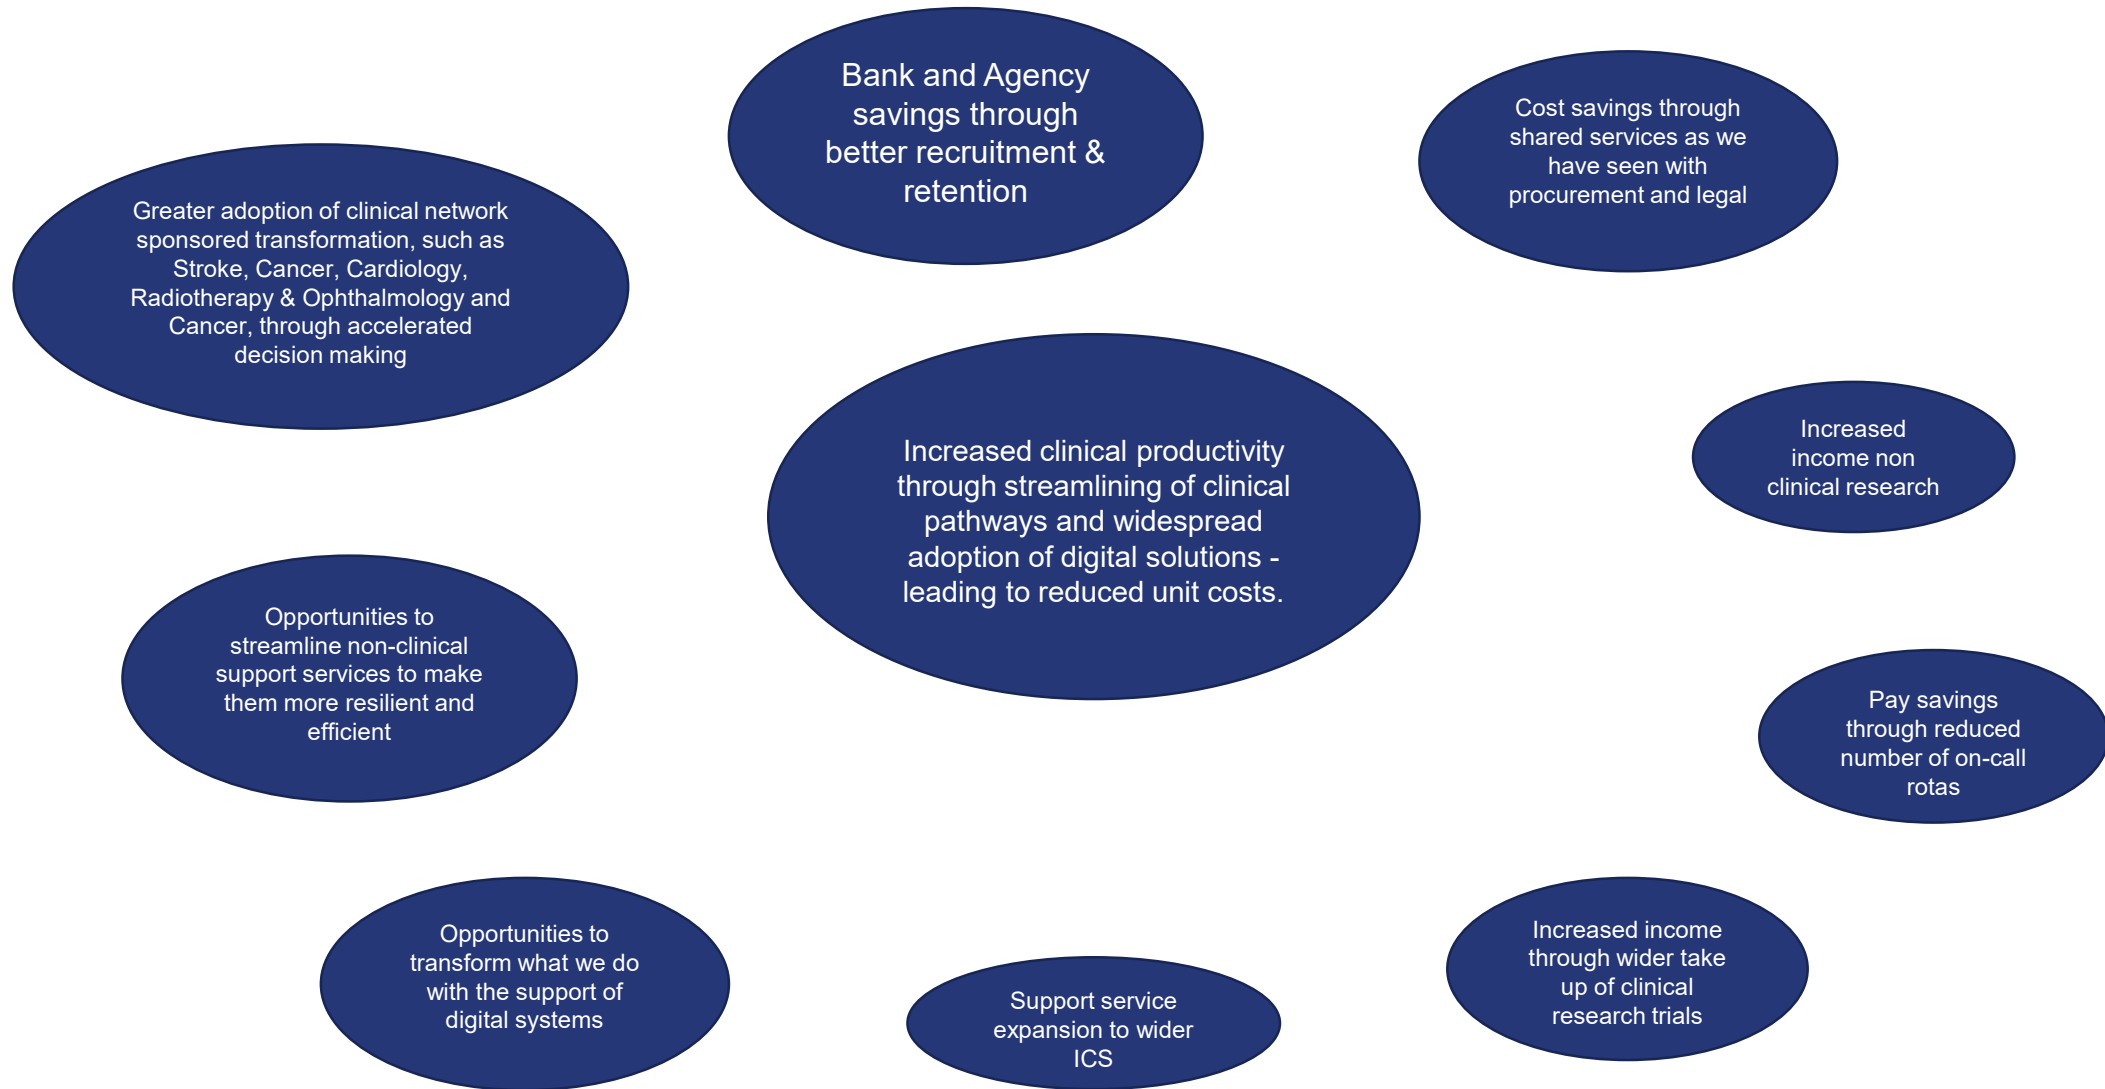 Bank and Agency
savings through
better recruitment &
retention
Cost savings through
shared services as we
have seen with
procurement and legal
Greater adoption of clinical network
sponsored transformation, such as
Stroke, Cancer, Cardiology,
Radiotherapy & Ophthalmology and
Cancer, through accelerated
decision making
Increased clinical productivity
through streamlining of clinical
pathways and widespread
adoption of digital solutions -
leading to reduced unit costs.
Increased
income non
clinical research
Opportunities to
streamline non-clinical
support services to make
them more resilient and
efficient
Pay savings
through reduced
number of on-call
rotas
Opportunities to
transform what we do
with the support of
digital systems
Support service
expansion to wider
ICS
Increased income
through wider take
up of clinical
research trials